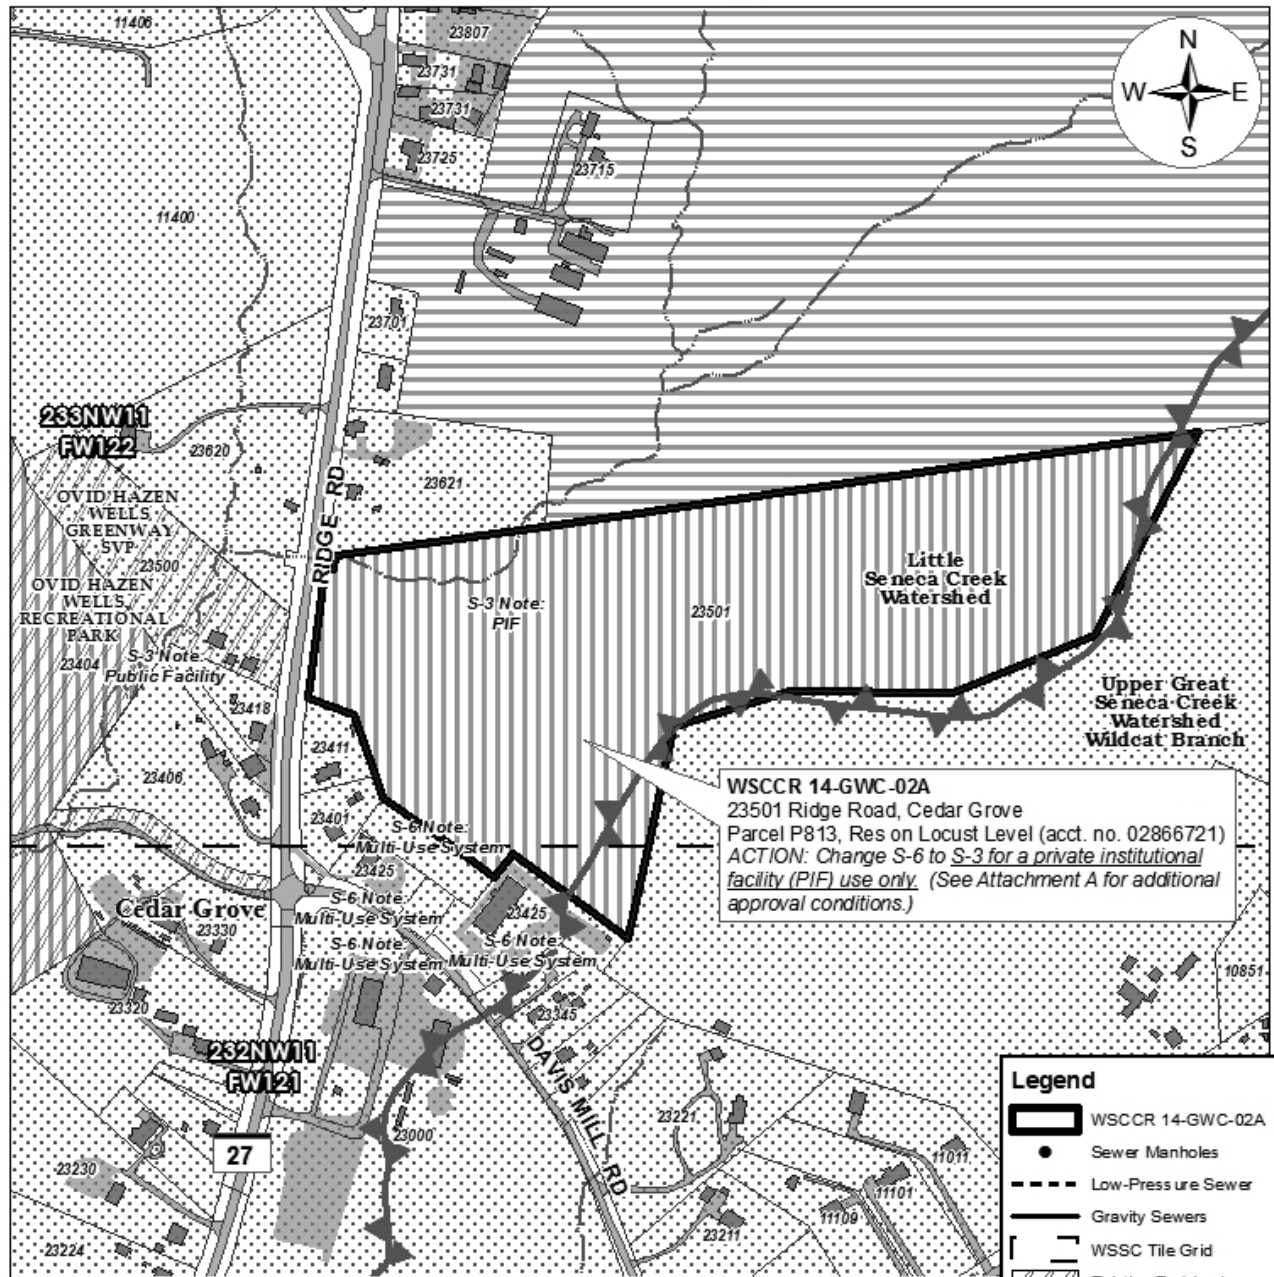 11406
23807
N
W E
S
23731
23731
23725
23715
11400
23701
233NW11
FW122
23620
23621
RIDGE RD
OVID HAZEN
WELLS
GREENWAY
SVP
23500
OVID HAZEN
WELLS
RECREATIONAL
PARK
23404
S-3 Note:
Public Facility
S-3 Note:
PIF
23501
Little
Seneca Creek
Watershed
Upper Great
Seneca Creek
Watershed
Wildcat Branch
23418
23411
23406
23401
WSCCR 14-GWC-02A
23501 Ridge Road, Cedar Grove
Parcel P813, Res on Locust Level (acct. no. 02866721)
ACTION: Change S-6 to S-3 for a private institutional
facility (PIF) use only. (See Attachment A for additional
approval conditions.)
S-6 Note:
Multi-Use System
23425
S-6 Note:
Multi-Use System
Cedar Grove
23330
23425
S-6 Note:
Multi-Use System
S-6 Note:
Multi-Use System
10851
23320
23345
232NW11
FW121
DAVIS MILL RD
23000
23221
27
23230
11011
11101
11109
23211
23224
Legend
WSCCR 14-GWC-02A
Sewer Manholes
Low-Pressure Sewer
Gravity Sewers
WSSC Tile Grid